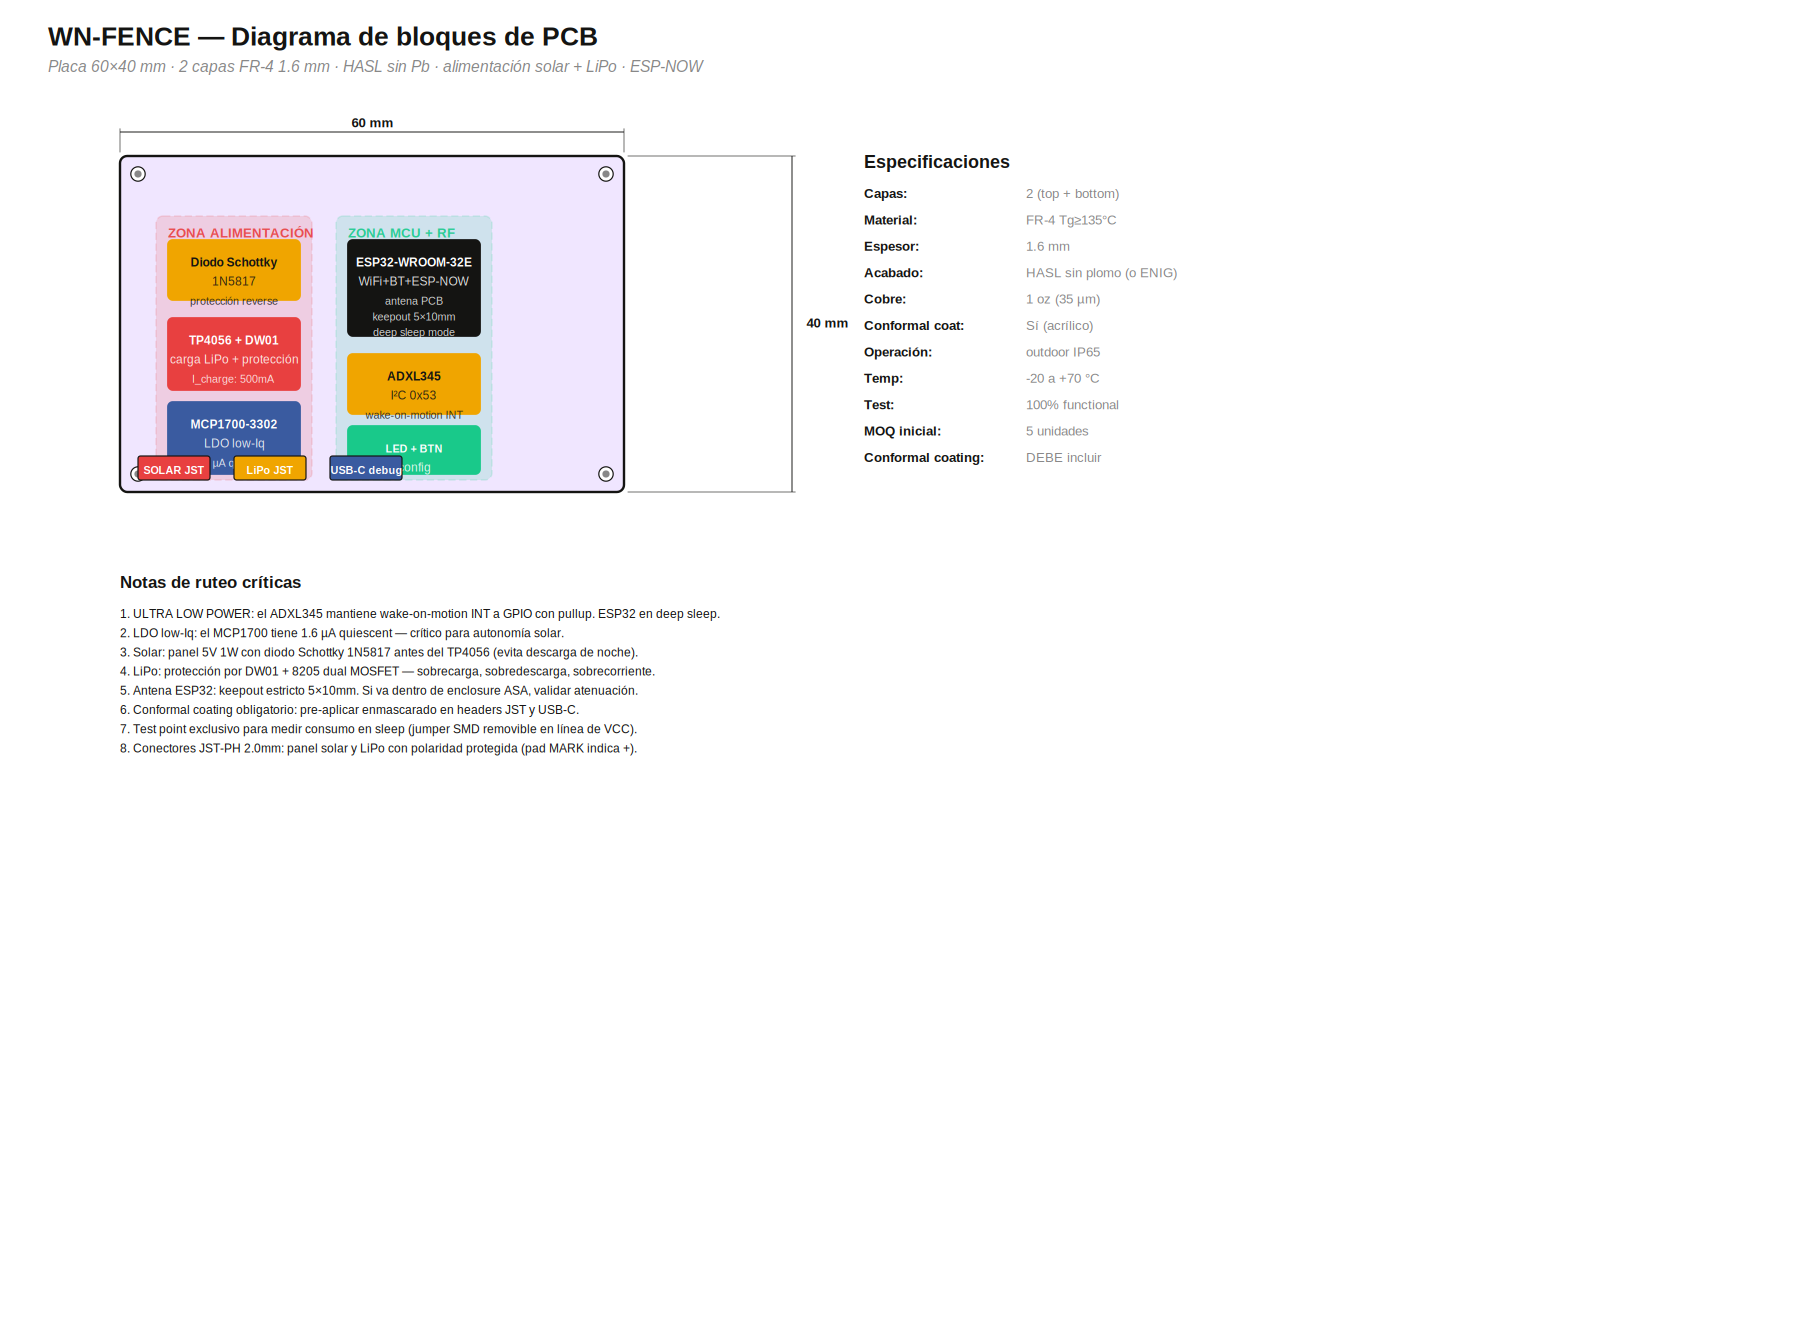 WN-FENCE — Diagrama de bloques de PCB
Placa 60×40 mm · 2 capas FR-4 1.6 mm · HASL sin Pb · alimentación solar + LiPo · ESP-NOW
60 mm
40 mm
ZONA ALIMENTACIÓN
Diodo Schottky
1N5817
protección reverse
TP4056 + DW01
carga LiPo + protección
I_charge: 500mA
MCP1700-3302
LDO low-Iq
µA
ZONA MCU + RF
ESP32-WROOM-32E
WiFi+BT+ESP-NOW
antena PCB
keepout 5×10mm
deep sleep mode
ADXL345
I²C 0x53
wake-on-motion INT
LED + BTN
onfig
SOLAR JST
LiPo JST
USB-C debug
Especificaciones
Capas: 2 (top + bottom)
Material: FR-4 Tg≥135°C
Espesor: 1.6 mm
Acabado: HASL sin plomo (o ENIG)
Cobre: 1 oz (35 µm)
Conformal coat: Sí (acrílico)
Operación: outdoor IP65
Temp: -20 a +70 °C
Test: 100% functional
MOQ inicial: 5 unidades
Conformal coating: DEBE incluir
Notas de ruteo críticas
1. ULTRA LOW POWER: el ADXL345 mantiene wake-on-motion INT a GPIO con pullup. ESP32 en deep sleep.
2. LDO low-Iq: el MCP1700 tiene 1.6 µA quiescent — crítico para autonomía solar.
3. Solar: panel 5V 1W con diodo Schottky 1N5817 antes del TP4056 (evita descarga de noche).
4. LiPo: protección por DW01 + 8205 dual MOSFET — sobrecarga, sobredescarga, sobrecorriente.
5. Antena ESP32: keepout estricto 5×10mm. Si va dentro de enclosure ASA, validar atenuación.
6. Conformal coating obligatorio: pre-aplicar enmascarado en headers JST y USB-C.
7. Test point exclusivo para medir consumo en sleep (jumper SMD removible en línea de VCC).
8. Conectores JST-PH 2.0mm: panel solar y LiPo con polaridad protegida (pad MARK indica +).